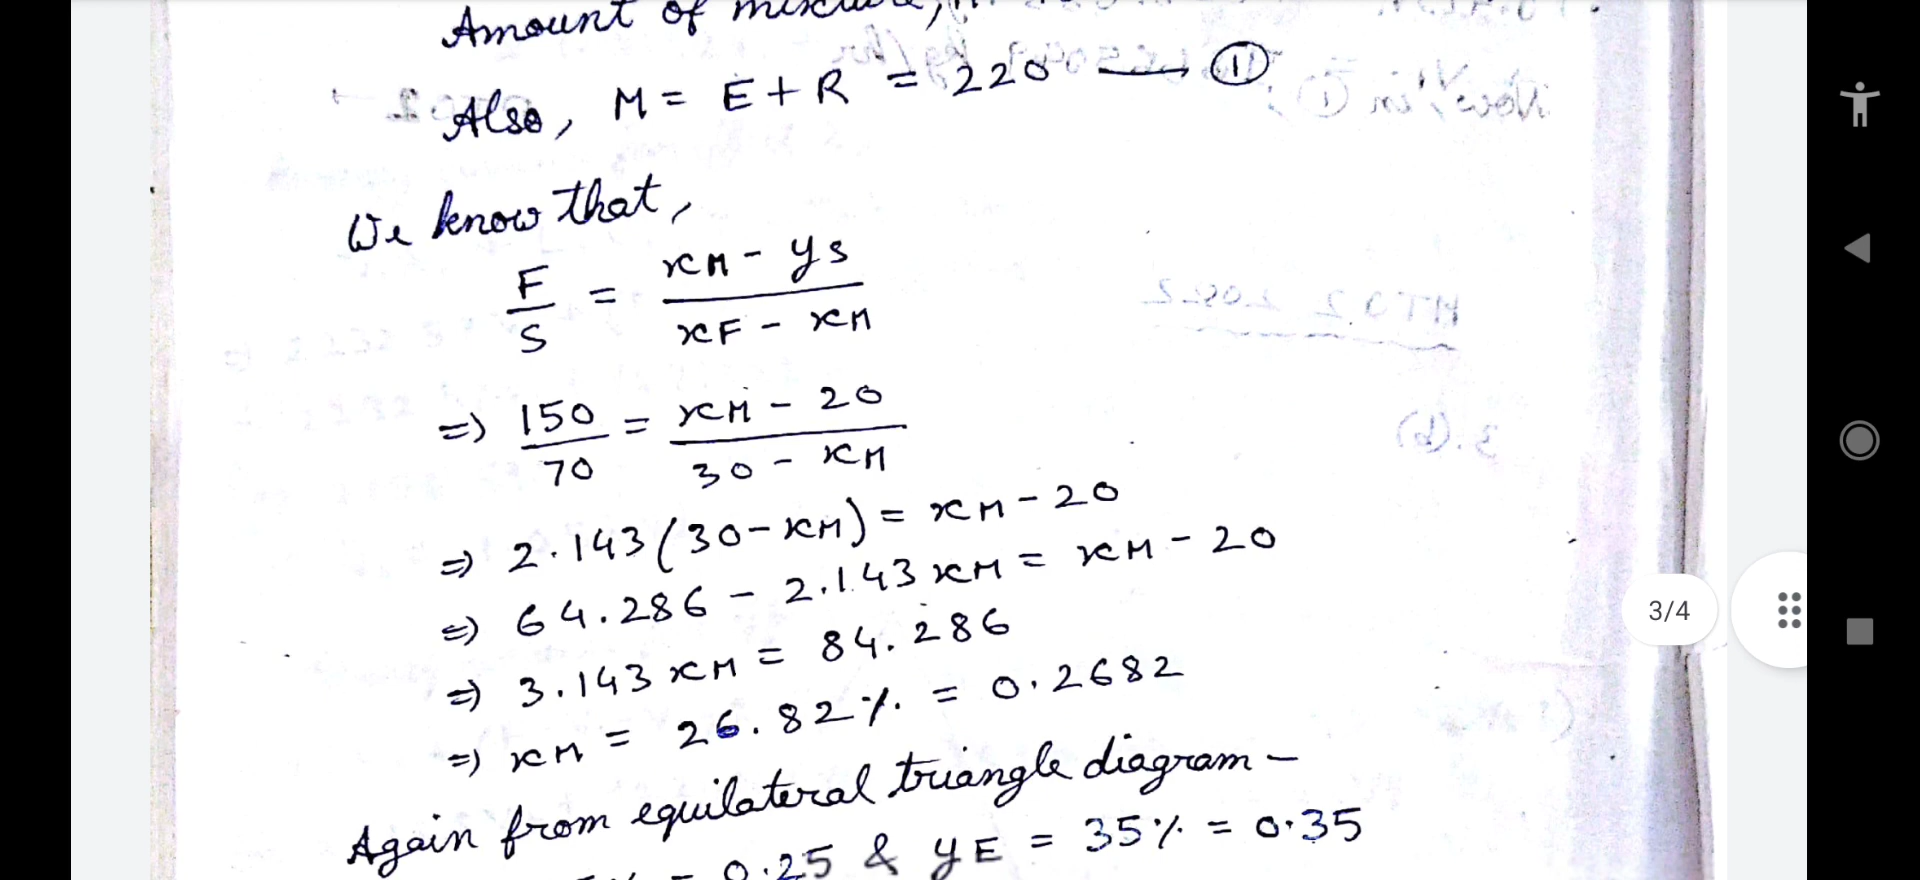 Amount of mixture,
Also, M = E + R = 220 — ①
We know that,
F/S = (xM - yS)/(xF - xM)
=> 150/70 = (xM - 20)/(30 - xM)
=> 2.143(30 - xM) = xM - 20
=> 64.286 - 2.143 xM = xM - 20
=> 3.143 xM = 84.286
=> xM = 26.82 % = 0.2682
Again from equilateral triangle diagram -
0.25 & yE = 35 % = 0.35
3/4